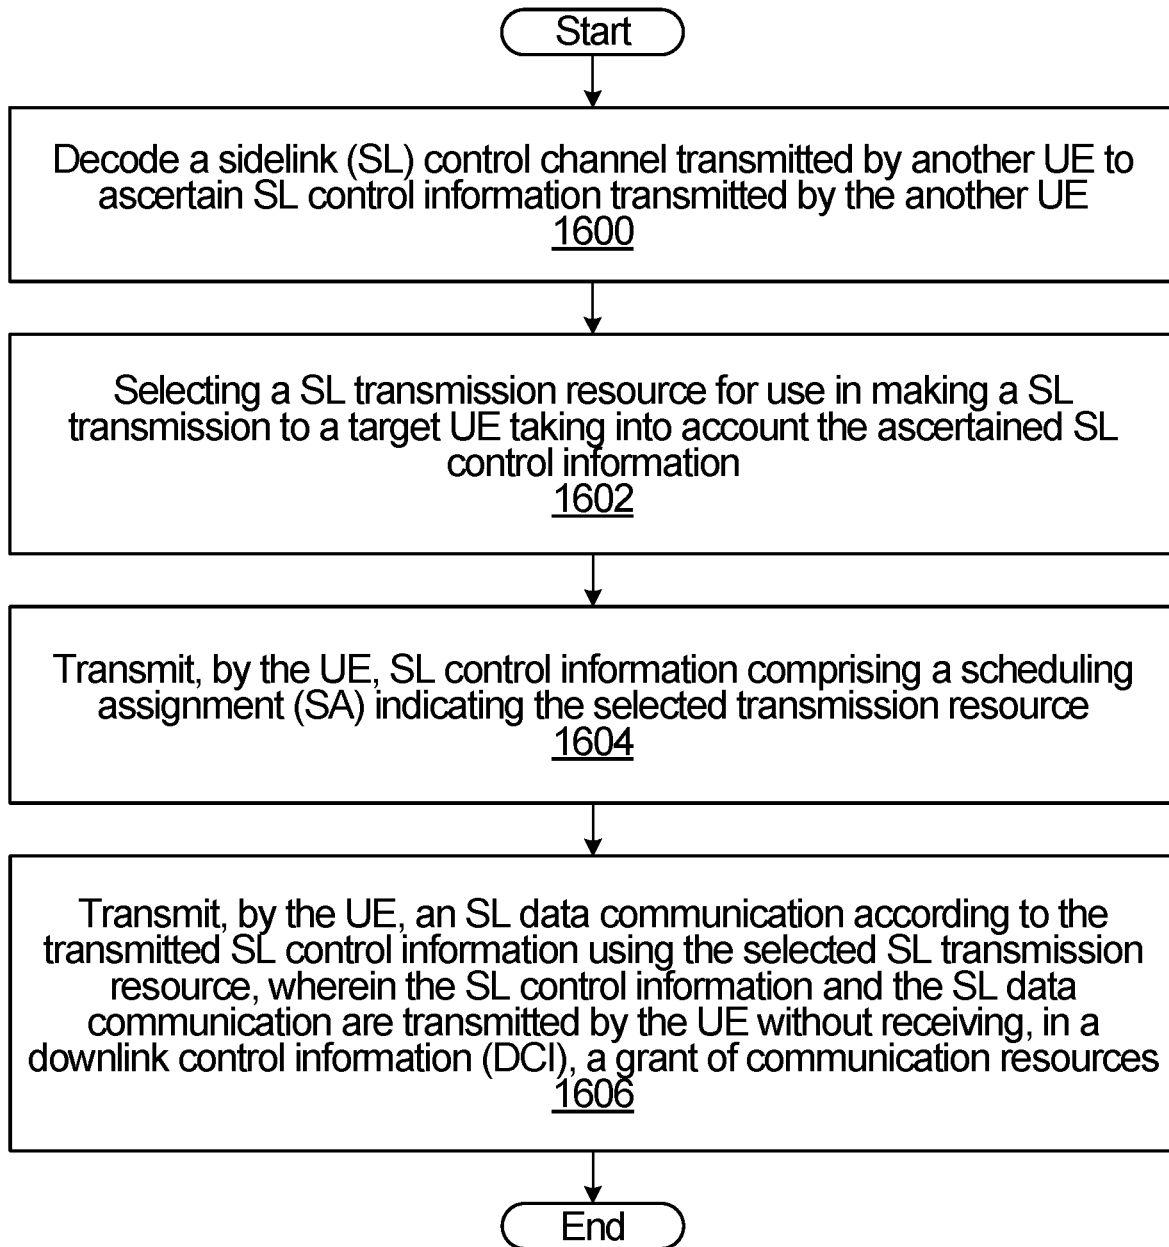 Start
Decode a sidelink (SL) control channel transmitted by another UE to
ascertain SL control information transmitted by the another UE
1600
Selecting a SL transmission resource for use in making a SL
transmission to a target UE taking into account the ascertained SL
control information
1602
Transmit, by the UE, SL control information comprising a scheduling
assignment (SA) indicating the selected transmission resource
1604
Transmit, by the UE, an SL data communication according to the
transmitted SL control information using the selected SL transmission
resource, wherein the SL control information and the SL data
communication are transmitted by the UE without receiving, in a
downlink control information (DCI), a grant of communication resources
1606
End